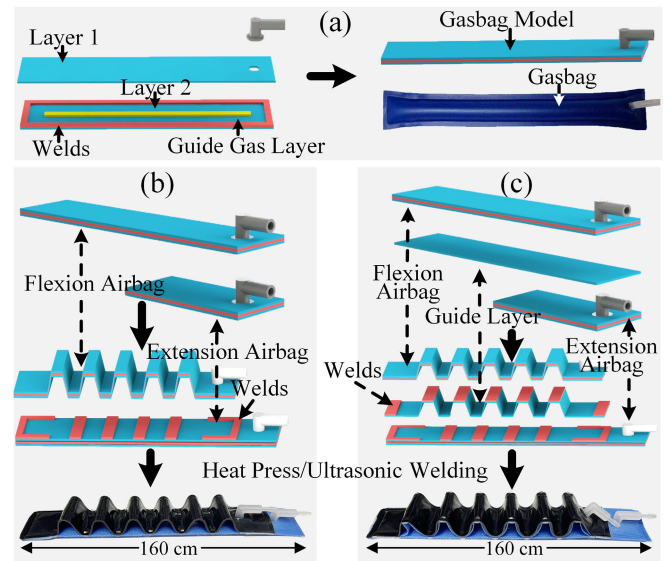 (a)
Layer 1
Layer 2
Welds
Guide Gas Layer
Gasbag Model
Gasbag
(b)
Flexion Airbag
Extension Airbag
Welds
(c)
Flexion
Airbag
Guide Layer
Extension
Airbag
Welds
Heat Press/Ultrasonic Welding
160 cm
160 cm